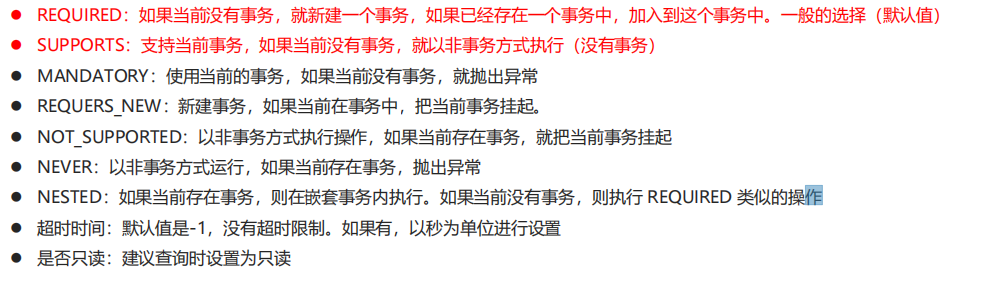 ● REQUIRED：如果当前没有事务，就新建一个事务，如果已经存在一个事务中，加入到这个事务中。一般的选择（默认值）
● SUPPORTS：支持当前事务，如果当前没有事务，就以非事务方式执行（没有事务）
● MANDATORY：使用当前的事务，如果当前没有事务，就抛出异常
● REQUERS_NEW：新建事务，如果当前在事务中，把当前事务挂起。
● NOT_SUPPORTED：以非事务方式执行操作，如果当前存在事务，就把当前事务挂起
● NEVER：以非事务方式运行，如果当前存在事务，抛出异常
● NESTED：如果当前存在事务，则在嵌套事务内执行。如果当前没有事务，则执行 REQUIRED 类似的操作
● 超时时间：默认值是-1，没有超时限制。如果有，以秒为单位进行设置
● 是否只读：建议查询时设置为只读